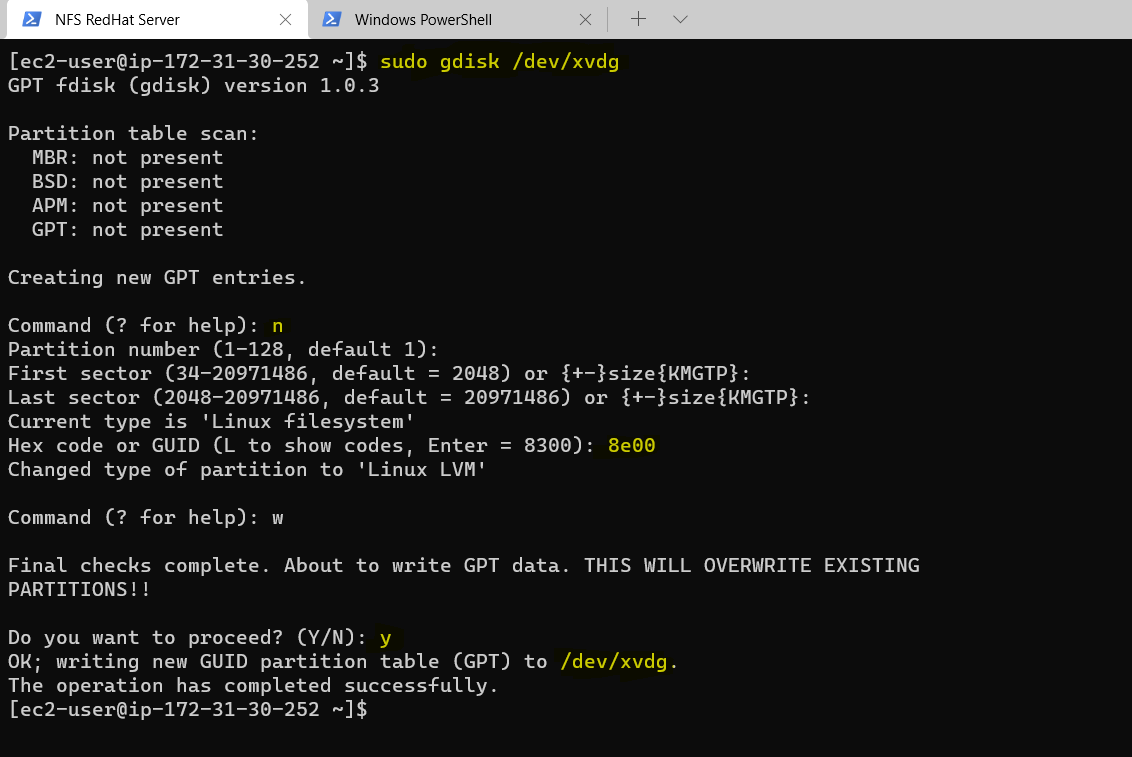 NFS RedHat Server
Windows PowerShell
[ec2-user@ip-172-31-30-252 ~]$ sudo gdisk /dev/xvdg
GPT fdisk (gdisk) version 1.0.3
Partition table scan:
  MBR: not present
  BSD: not present
  APM: not present
  GPT: not present
Creating new GPT entries.
Command (? for help): n
Partition number (1-128, default 1):
First sector (34-20971486, default = 2048) or {+-}size{KMGTP}:
Last sector (2048-20971486, default = 20971486) or {+-}size{KMGTP}:
Current type is 'Linux filesystem'
Hex code or GUID (L to show codes, Enter = 8300): 8e00
Changed type of partition to 'Linux LVM'
Command (? for help): w
Final checks complete. About to write GPT data. THIS WILL OVERWRITE EXISTING
PARTITIONS!!
Do you want to proceed? (Y/N): y
OK; writing new GUID partition table (GPT) to /dev/xvdg.
The operation has completed successfully.
[ec2-user@ip-172-31-30-252 ~]$